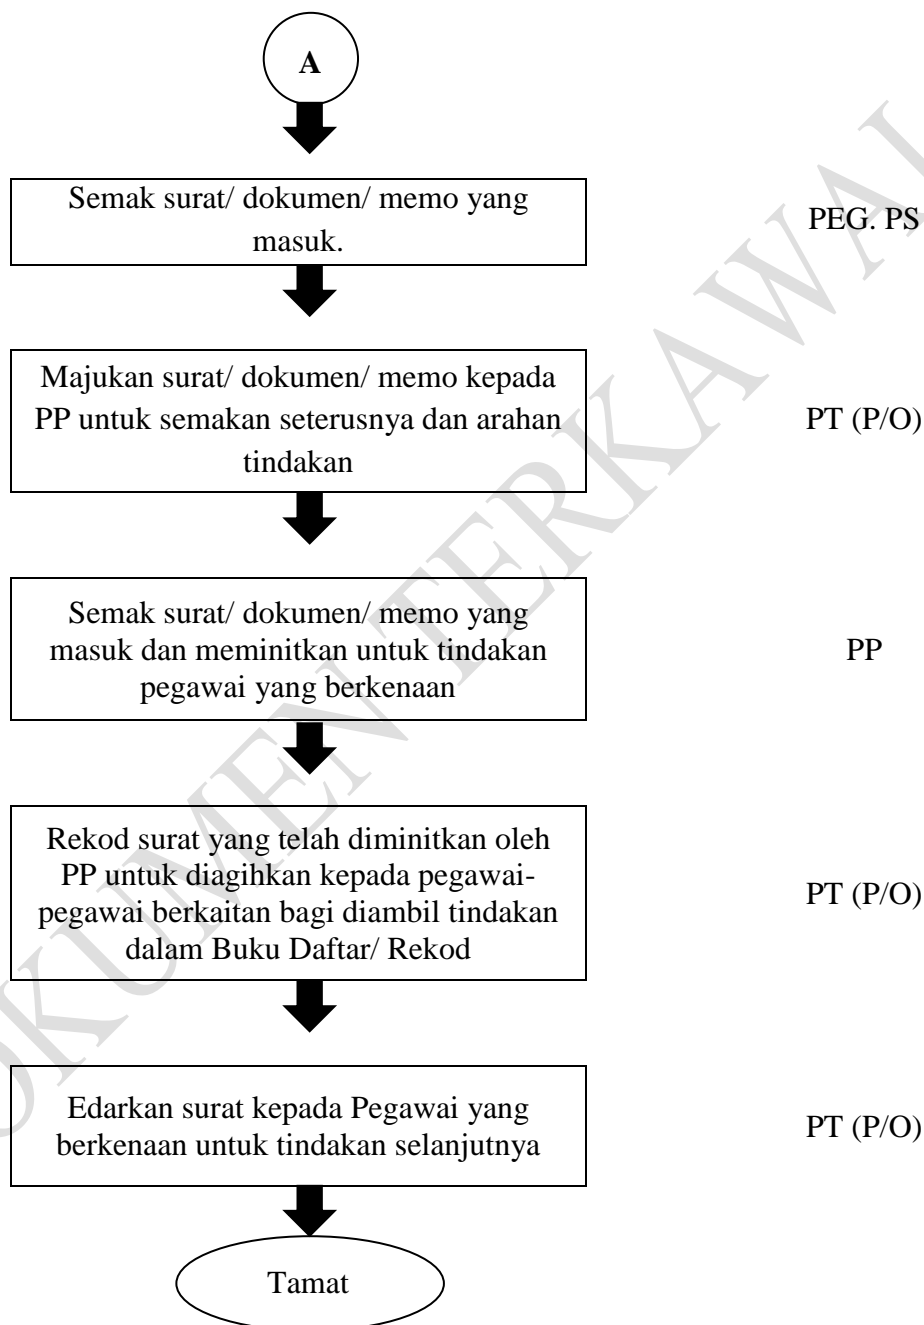 A
Semak surat/ dokumen/ memo yang
masuk.
PEG. PS
Majukan surat/ dokumen/ memo kepada
PP untuk semakan seterusnya dan arahan
tindakan
PT (P/O)
Semak surat/ dokumen/ memo yang
masuk dan meminitkan untuk tindakan
pegawai yang berkenaan
PP
Rekod surat yang telah diminitkan oleh
PP untuk diagihkan kepada pegawai-
pegawai berkaitan bagi diambil tindakan
dalam Buku Daftar/ Rekod
PT (P/O)
Edarkan surat kepada Pegawai yang
berkenaan untuk tindakan selanjutnya
PT (P/O)
Tamat
OKUMEN TERKAWAL